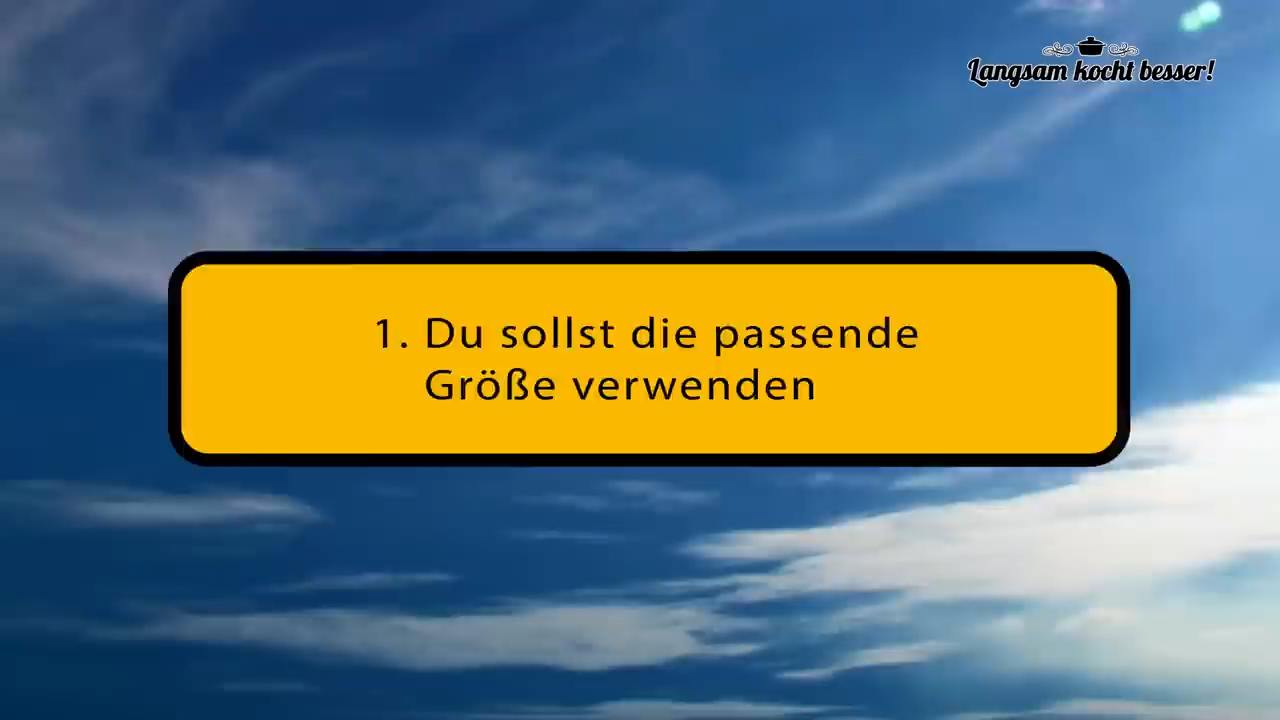 Langsam kocht besser!
1. Du sollst die passende
Größe verwenden